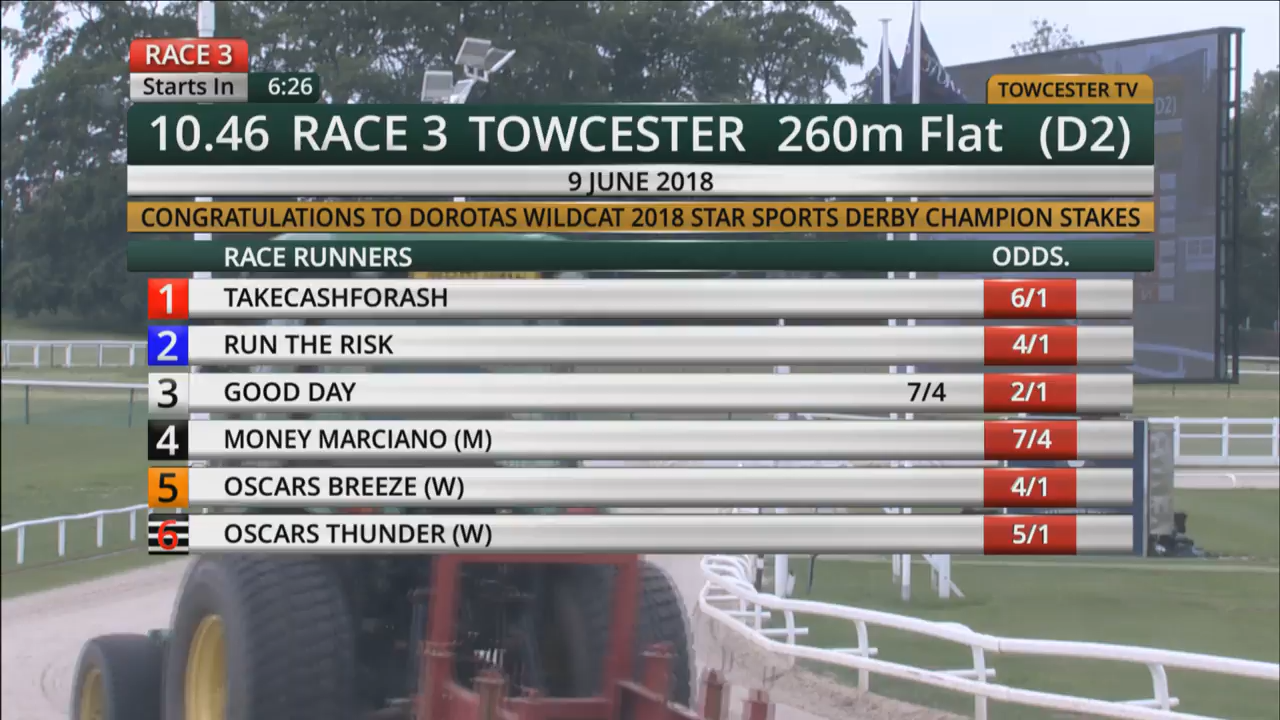 RACE 3
Starts In 6:26
TOWCESTER TV
10.46 RACE 3 TOWCESTER 260m Flat (D2)
9 JUNE 2018
CONGRATULATIONS TO DOROTAS WILDCAT 2018 STAR SPORTS DERBY CHAMPION STAKES
RACE RUNNERS ODDS.
1 TAKECASHFORASH 6/1
2 RUN THE RISK 4/1
3 GOOD DAY 7/4 2/1
4 MONEY MARCIANO (M) 7/4
5 OSCARS BREEZE (W) 4/1
6 OSCARS THUNDER (W) 5/1